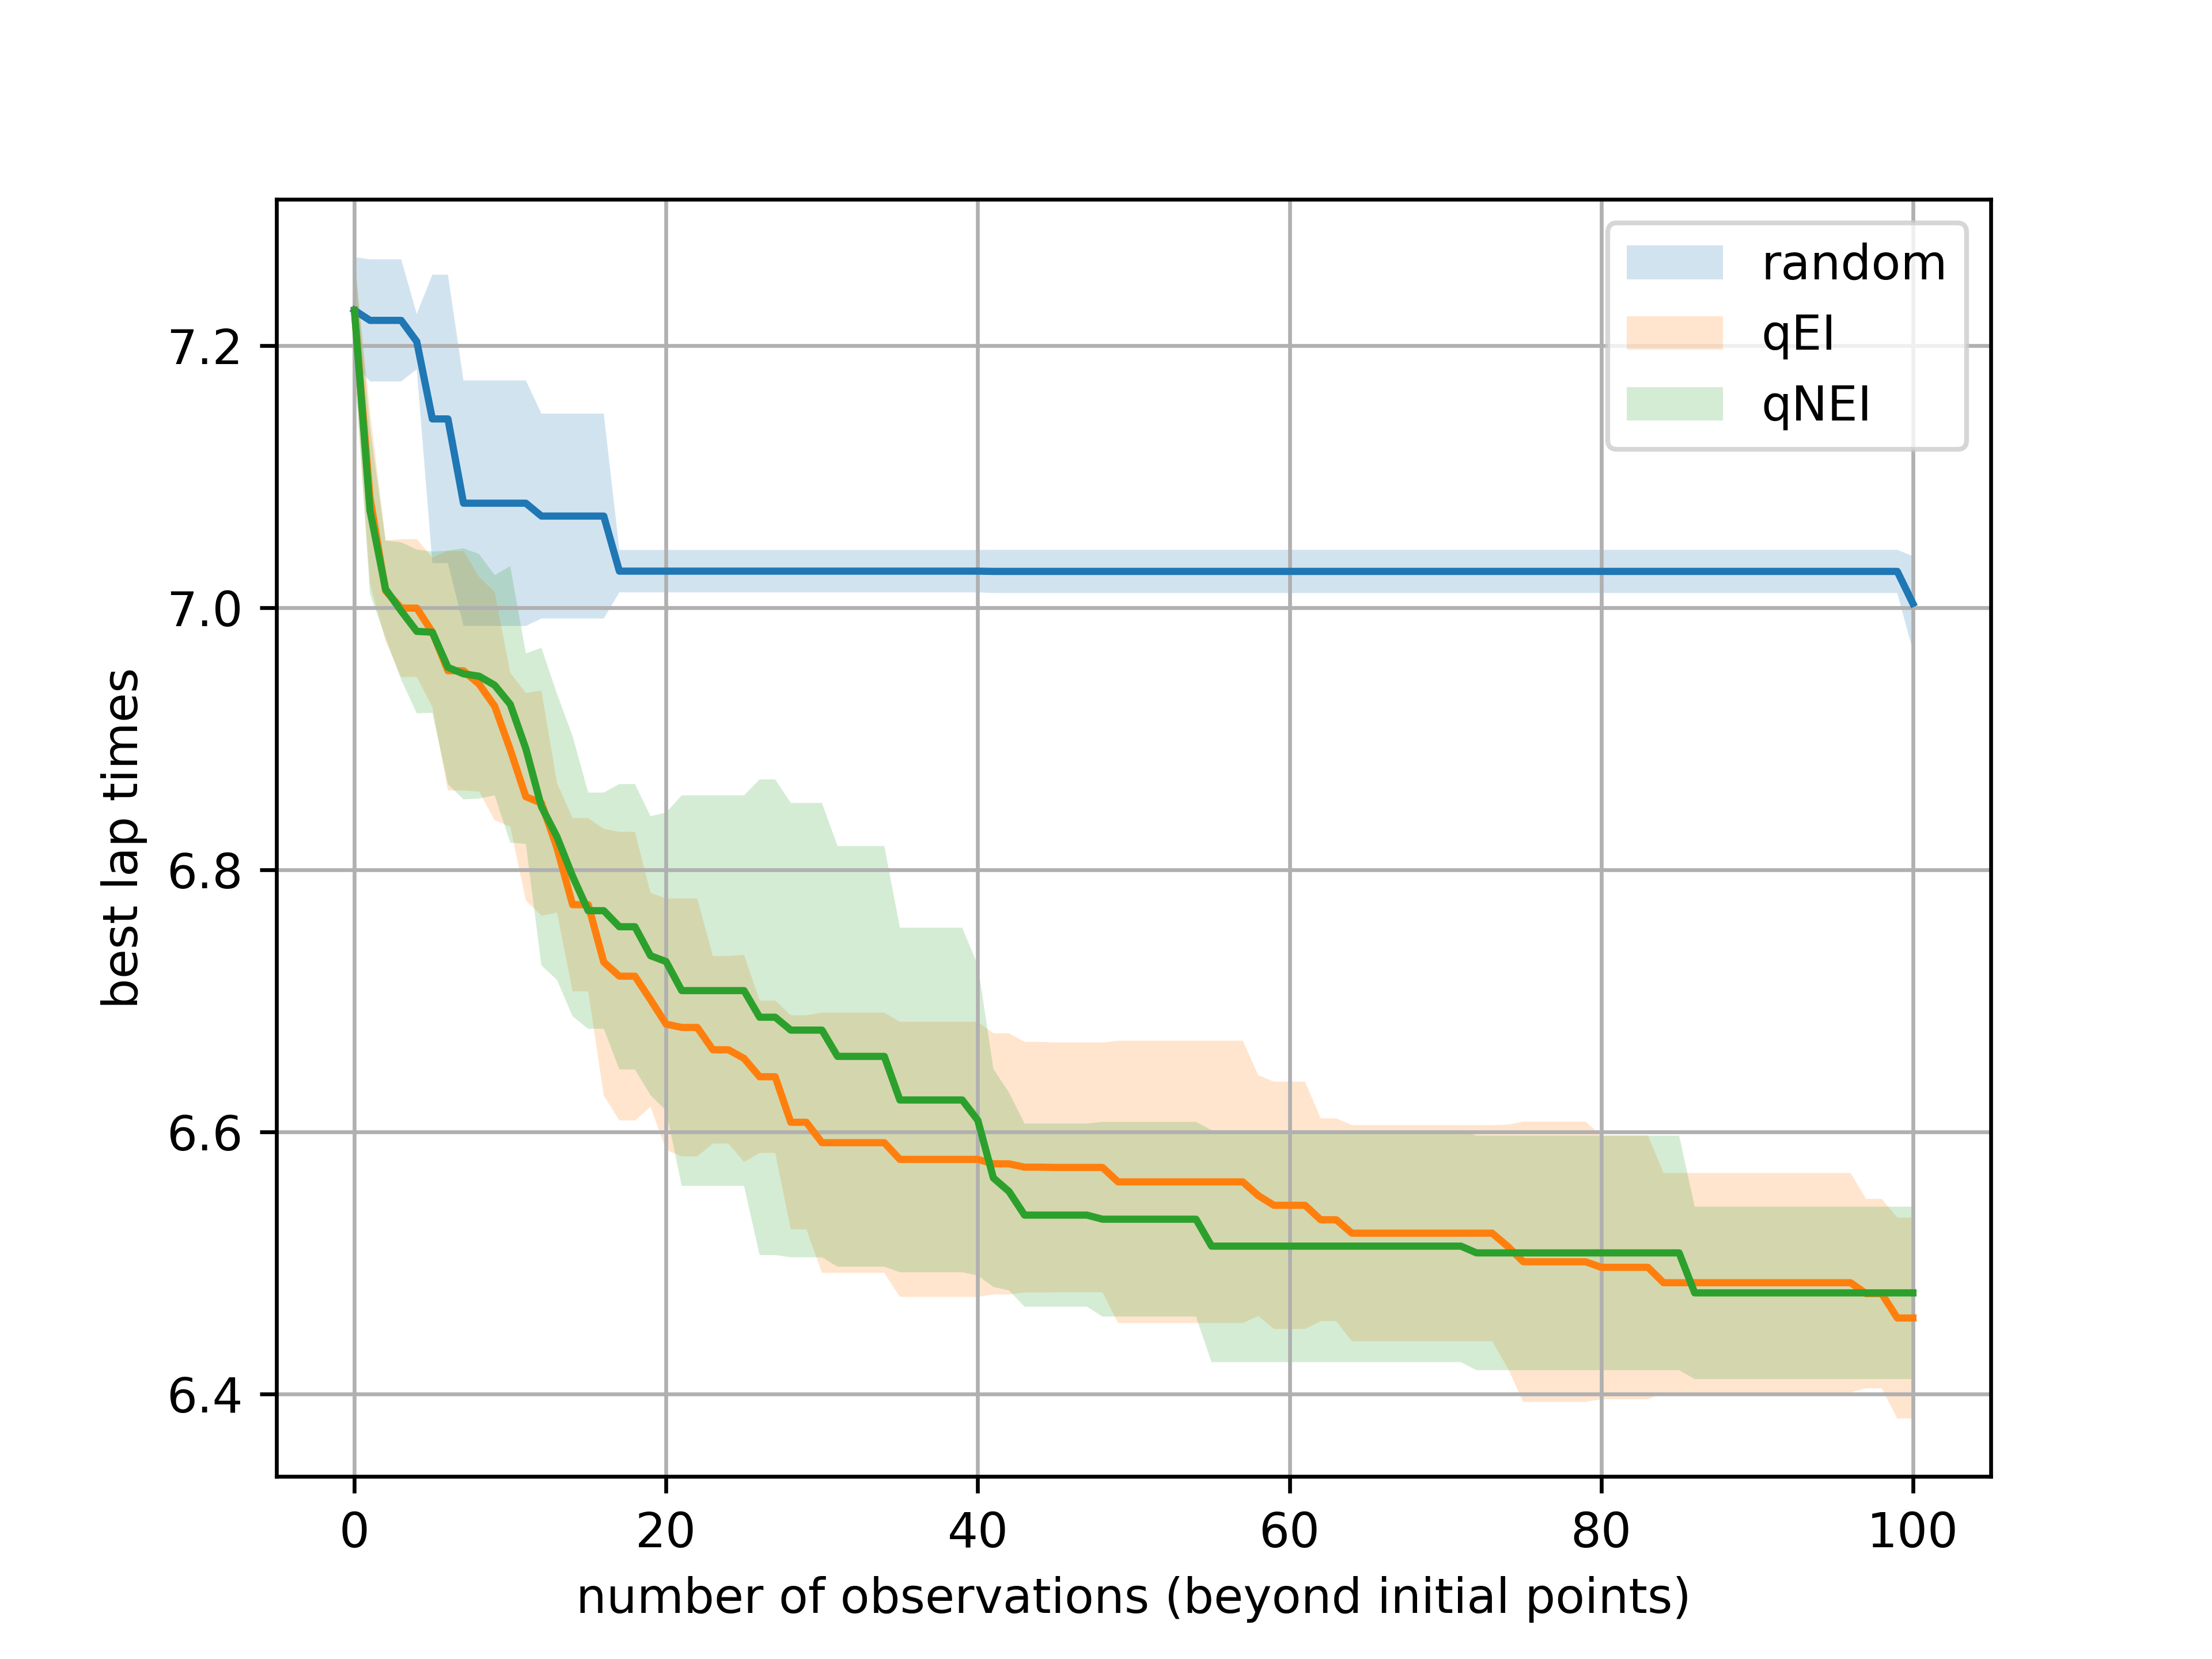 random
qEI
qNEI
7.2
7.0
6.8
6.6
6.4
best lap times
0 20 40 60 80 100
number of observations (beyond initial points)